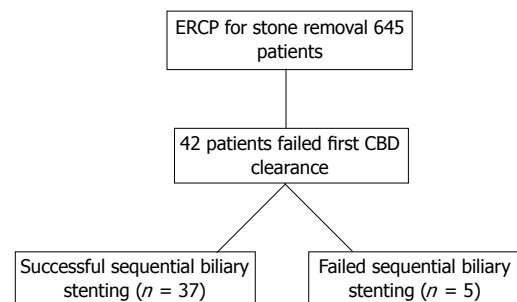 ERCP for stone removal 645
patients
42 patients failed first CBD
clearance
Successful sequential biliary
stenting (n = 37)
Failed sequential biliary
stenting (n = 5)